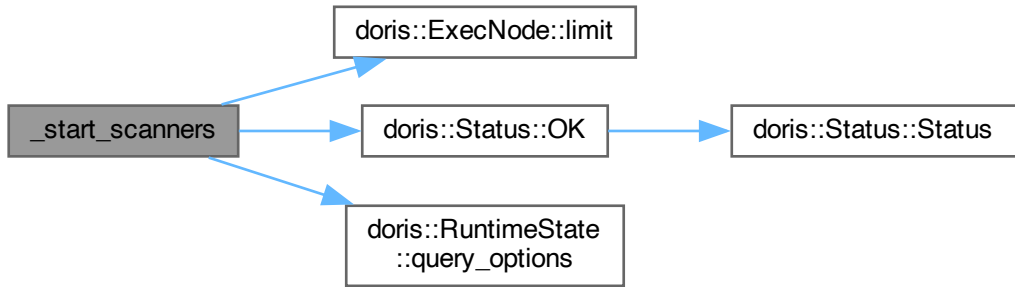 doris::ExecNode::limit
_start_scanners
doris::Status::OK
doris::Status::Status
doris::RuntimeState
::query_options